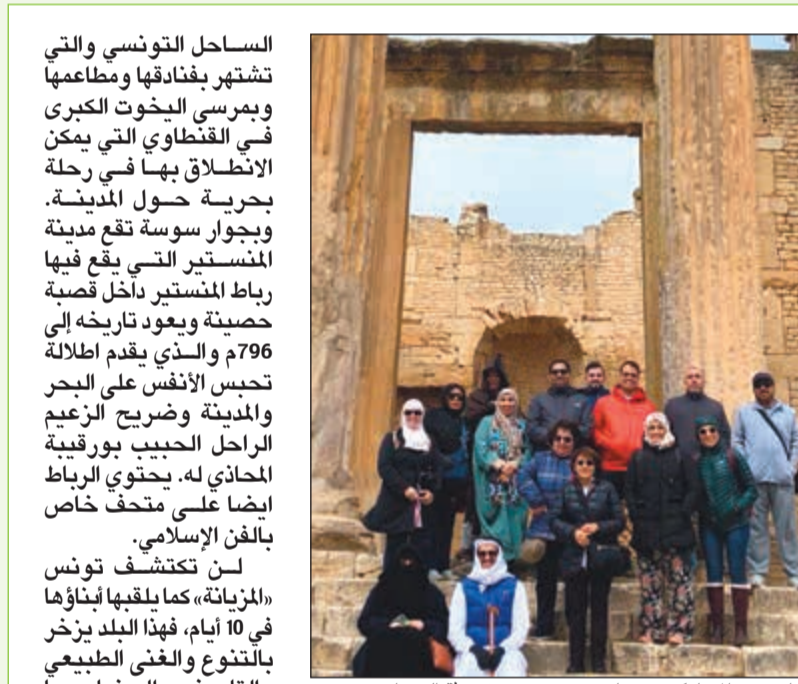 الساحل التونسي والتي
تشتهر بفنادقها ومطاعمها
وبمرسى اليخوت الكبرى
في القنطاوي التي يمكن
الانطلاق بها في رحلة
بحرية حول المدينة.
وبجوار سوسة تقع مدينة
المنستير التي يقع فيها
رباط المنستير داخل قصبة
حصينة ويعود تاريخه إلى
796م والذي يقدم اطلالة
تحبس الأنفس على البحر
والمدينة وضريح الزعيم
الراحل الحبيب بورقيبة
المحاذي له. يحتوي الرباط
ايضا على متحف خاص
بالفن الإسلامي.
لن تكتشف تونس
«المزيانة» كما يلقبها أبناؤها
في 10 أيام، فهذا البلد يزخر
بالتنوع والغنى الطبيعي